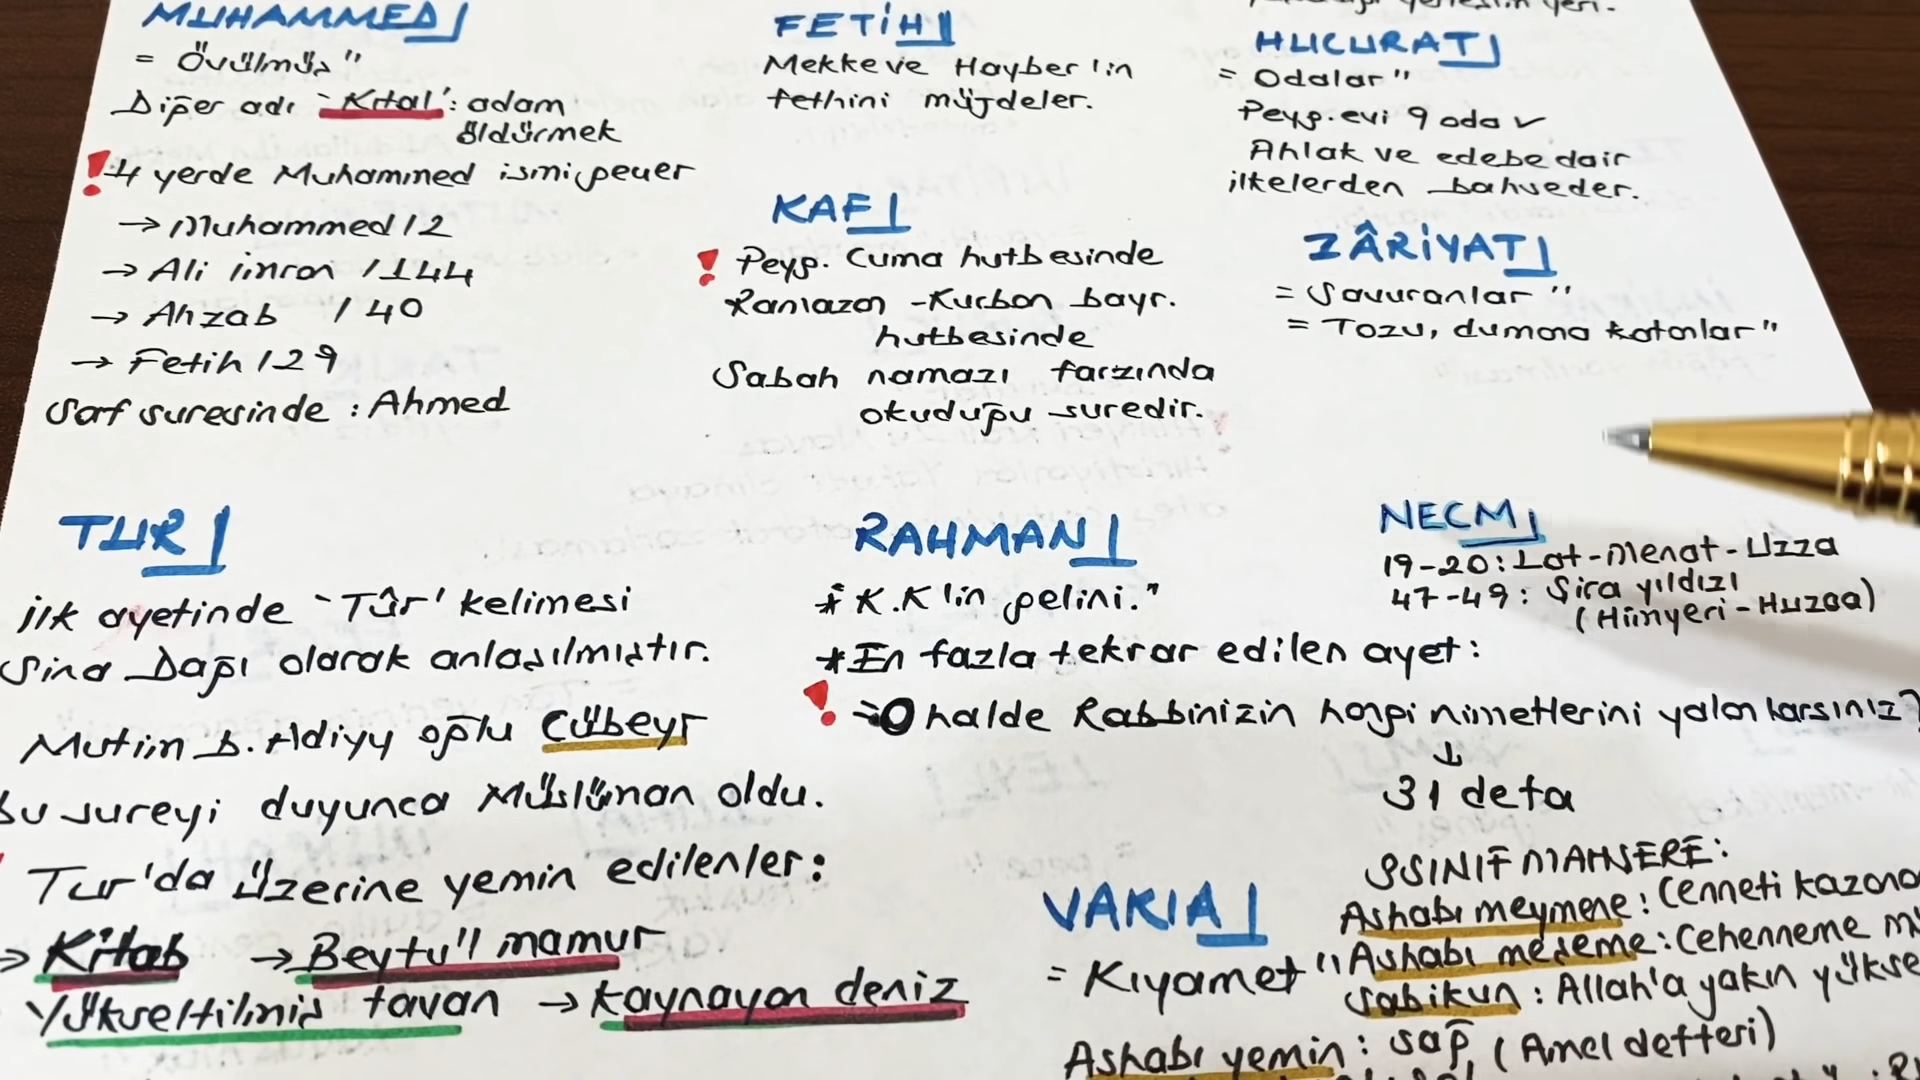 MUHAMMED
= Övülmüş"
Diğer adı 'Kıtal': adam
öldürmek
! 4 yerde Muhammed ismi geçer
→ Muhammed/2
→ Ali imran /144
→ Ahzab /40
→ Fetih/29
Saf suresinde : Ahmed
FETİH
Mekke ve Hayber'in
fethini müjdeler.
KAF
! Peyg. Cuma hutbesinde
Ramazan - Kurban bayr.
hutbesinde
Sabah namazı farzında
okuduğu suredir.
HUCURAT
= Odalar"
Peyg. evi 9 oda ✓
Ahlak ve edebe dair
ilkelerden bahseder.
ZÂRİYAT
= Savuranlar"
= Tozu, dumana katanlar"
TUR
ilk ayetinde 'Tûr' kelimesi
Sina Dağı olarak anlaşılmıştır.
Mutim b. Adiyy oğlu Cübeyr
bu sureyi duyunca Müslüman oldu.
Tur'da üzerine yemin edilenler:
→ Kitab → Beytu'l mamur
Yükseltilmiş tavan → kaynayan deniz
RAHMAN
* K.K'in gelini."
* En fazla tekrar edilen ayet:
! =O halde Rabbinizin hangi nimetlerini yalanlarsınız?
↓
31 defa
NECM
19-20: Lat-Menat-Uzza
47-49: Şira yıldızı
(Himyeri-Huzaa)
VAKIA
= Kıyamet"
3 SINIF MAHŞERE:
Ashabı meymene: Cenneti
Ashabı meşeme: Cehenneme
Sabikun: Allah'a yakın
Ashabı yemin: sağ (Amel defteri)